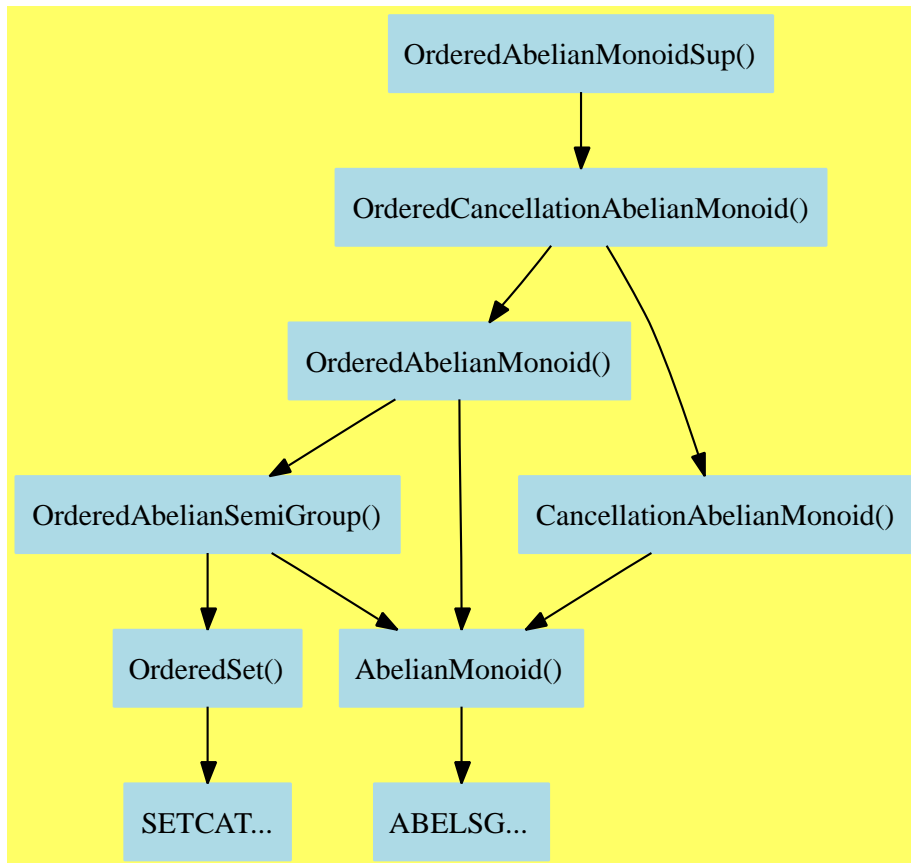 OrderedAbelianMonoidSup()
OrderedCancellationAbelianMonoid()
OrderedAbelianMonoid()
OrderedAbelianSemiGroup()
CancellationAbelianMonoid()
OrderedSet()
AbelianMonoid()
SETCAT...
ABELSG...